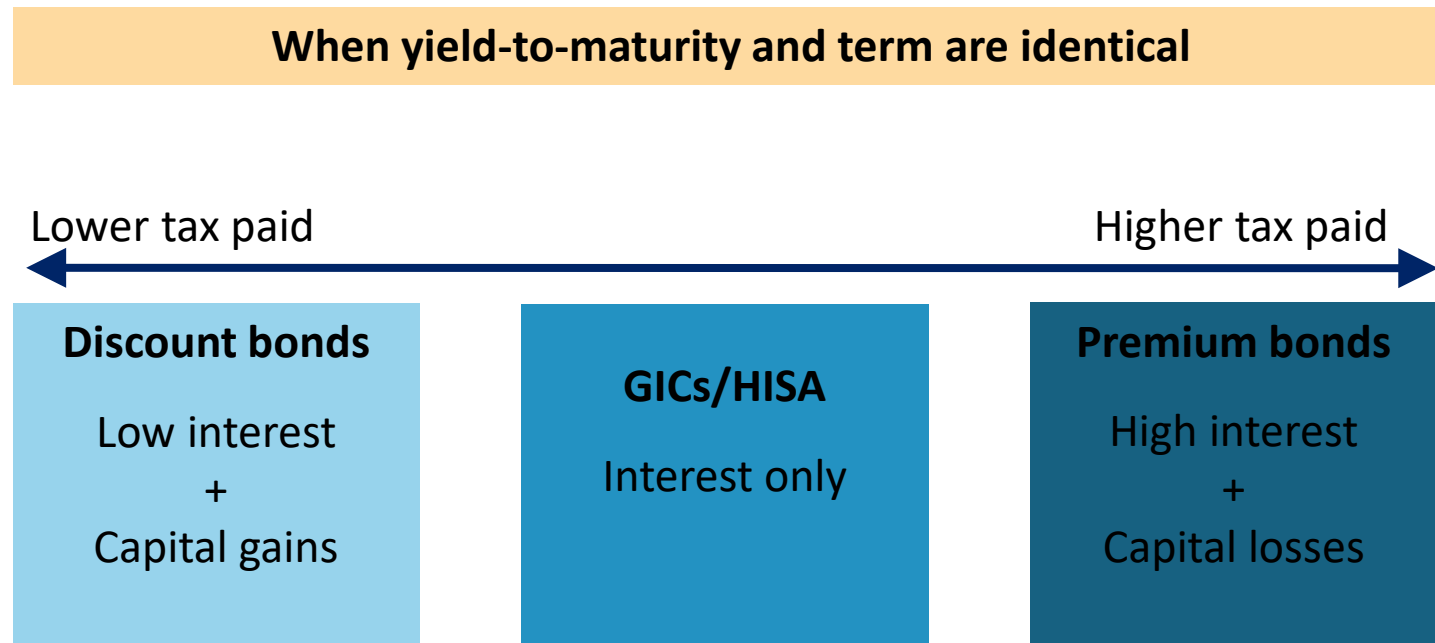 When yield-to-maturity and term are identical
Lower tax paid
Higher tax paid
Discount bonds
Low interest
+
Capital gains
GICs/HISA
Interest only
Premium bonds
High interest
+
Capital losses